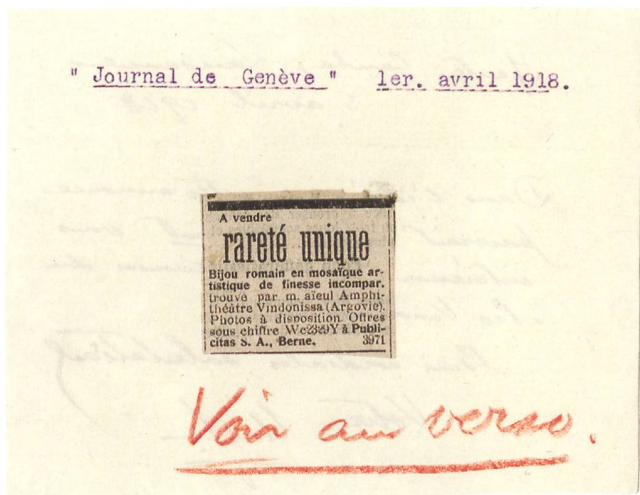 " Journal de Genève "   1er. avril 1918.
A vendre
rareté unique
Bijou romain en mosaïque ar-
tistique de finesse incompar.
trouvé par m. aïeul Amphi-
théâtre Vindonissa (Argovie).
Photos à disposition. Offres
sous chiffre à Publi-
citas S. A., Berne. 3971
Voir au verso.